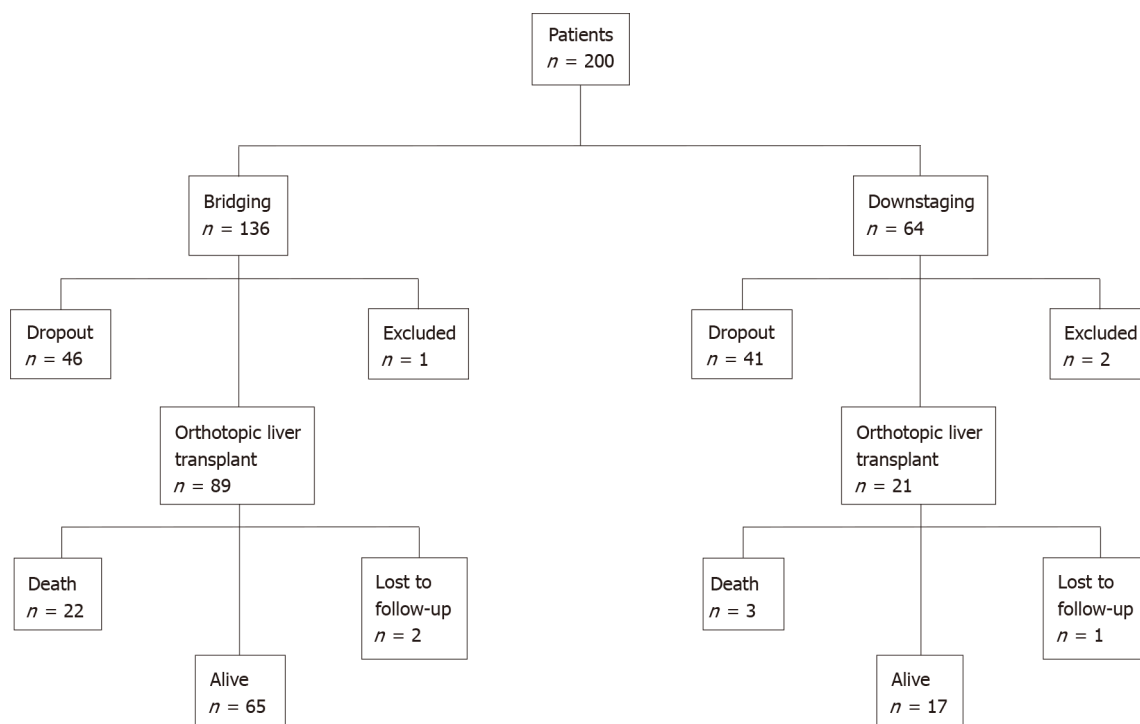 Patients
n = 200
Bridging
n = 136
Downstaging
n = 64
Dropout
n = 46
Excluded
n = 1
Dropout
n = 41
Excluded
n = 2
Orthotopic liver
transplant
n = 89
Orthotopic liver
transplant
n = 21
Death
n = 22
Lost to
follow-up
n = 2
Death
n = 3
Lost to
follow-up
n = 1
Alive
n = 65
Alive
n = 17